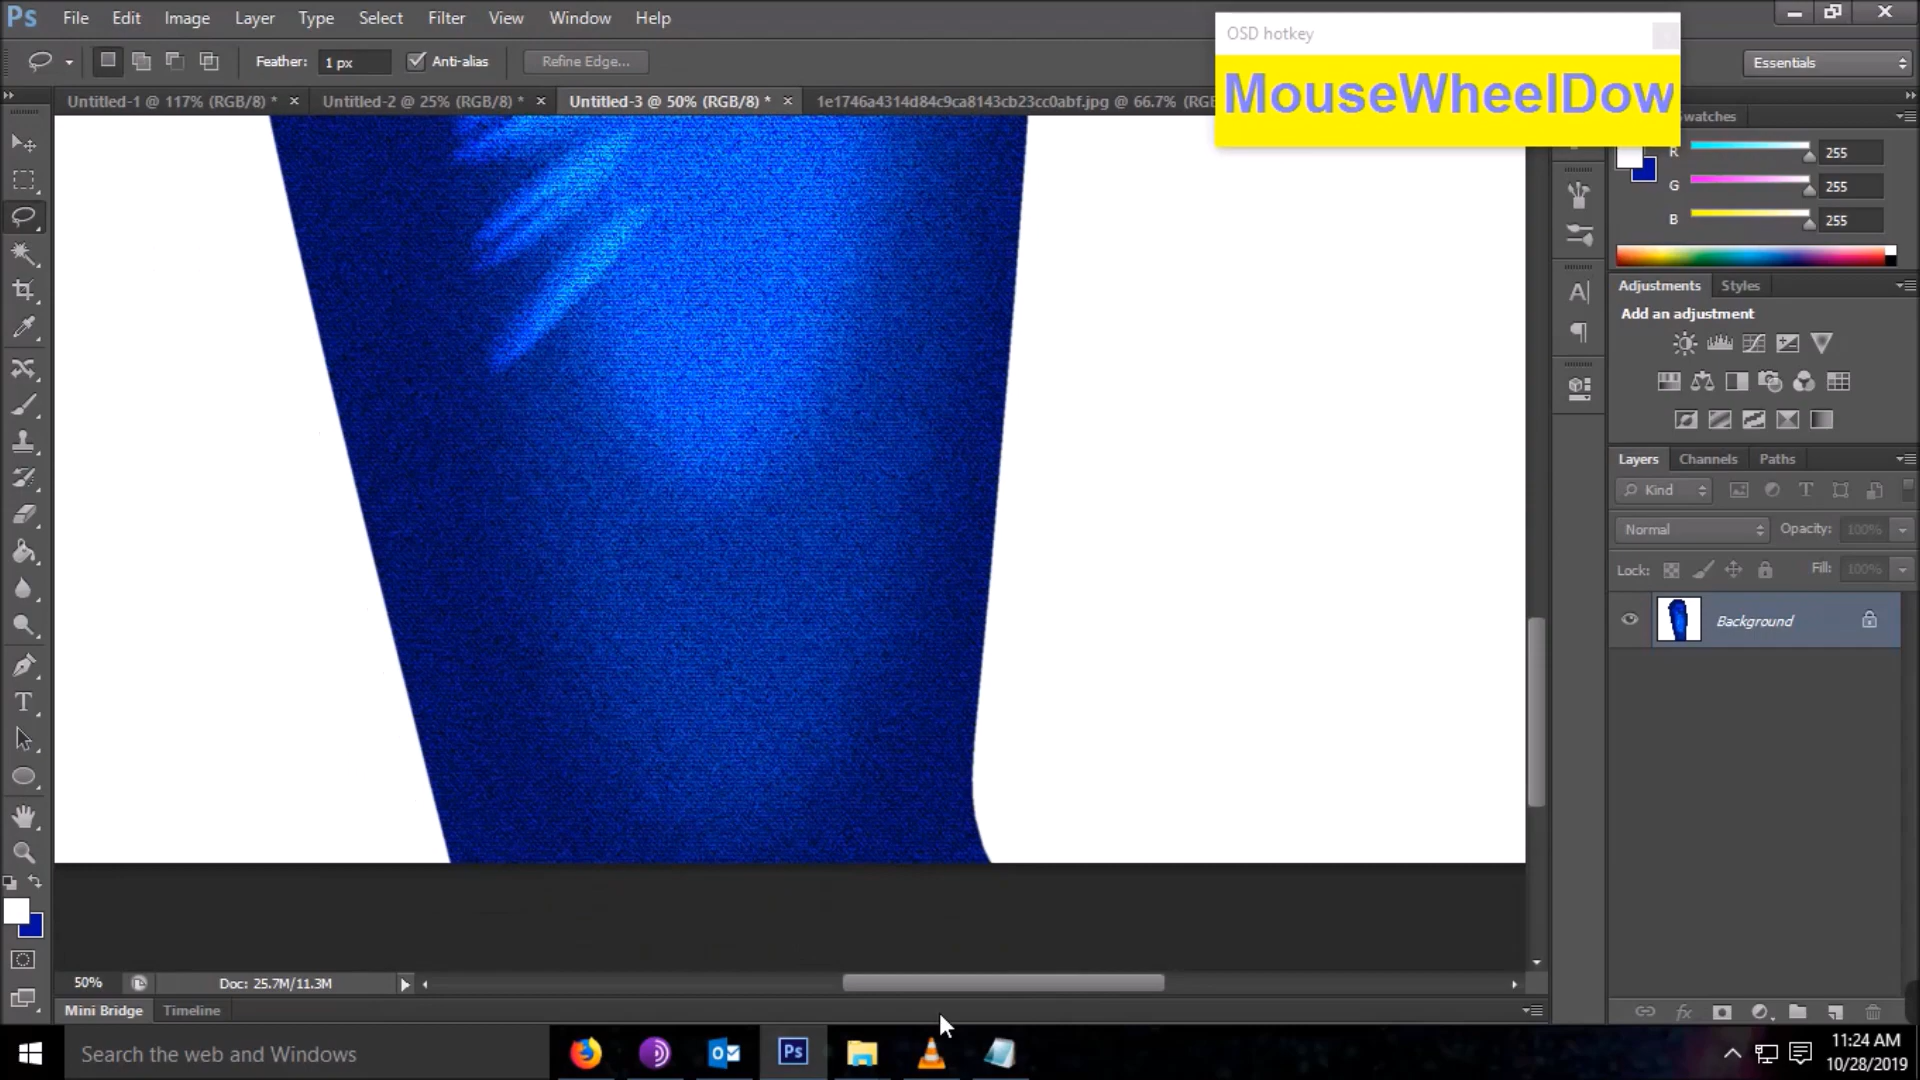 Ps File Edit Image Layer Type Select Filter View Window Help
OSD hotkey
MouseWheelDow
Feather: 1 px Anti-alias Refine Edge... Essentials
Untitled-1 @ 117% (RGB/8) * × Untitled-2 @ 25% (RGB/8) * × Untitled-3 @ 50% (RGB/8) * × 1e1746a4314d84c9ca8143cb23cc0abf.jpg @ 66.7% (RG
watches
R 255
G 255
B 255
Adjustments Styles
Add an adjustment
Layers Channels Paths
Kind
Normal Opacity: 100%
Lock: Fill: 100%
Background
50% Doc: 25.7M/11.3M
Mini Bridge Timeline
Search the web and Windows
Ps
11:24 AM
10/28/2019